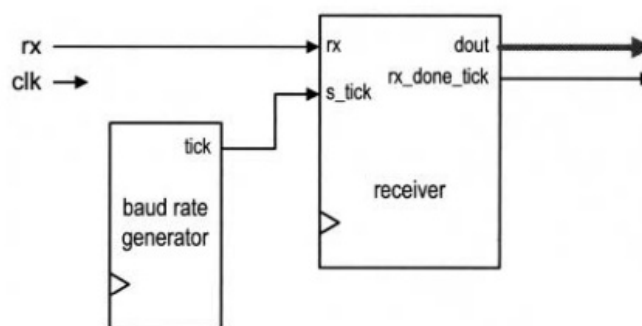 rx
clk
rx
dout
rx_done_tick
s_tick
receiver
tick
baud rate
generator